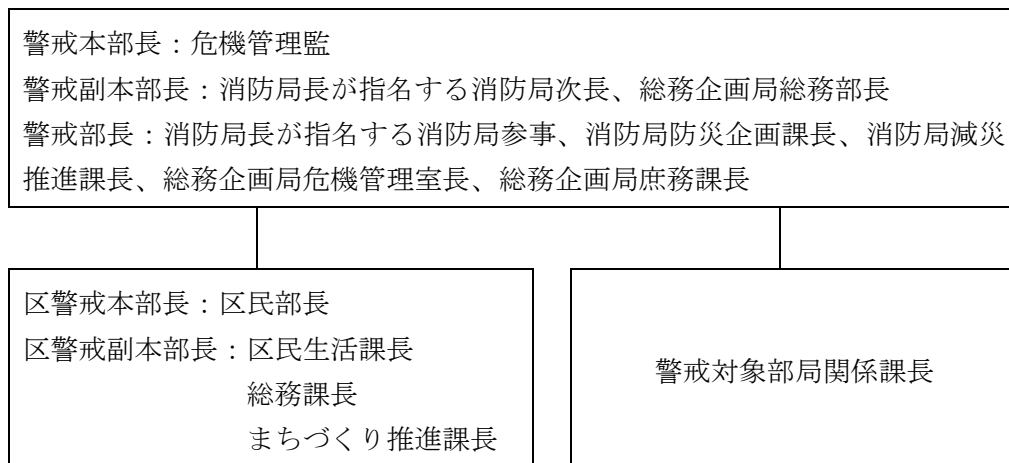 警戒本部長：危機管理監
警戒副本部長：消防局長が指名する消防局次長、総務企画局総務部長
警戒部長：消防局長が指名する消防局参事、消防局防災企画課長、消防局減災
推進課長、総務企画局危機管理室長、総務企画局庶務課長
区警戒本部長：区民部長
区警戒副本部長：区民生活課長
総務課長
まちづくり推進課長
警戒対象部局関係課長